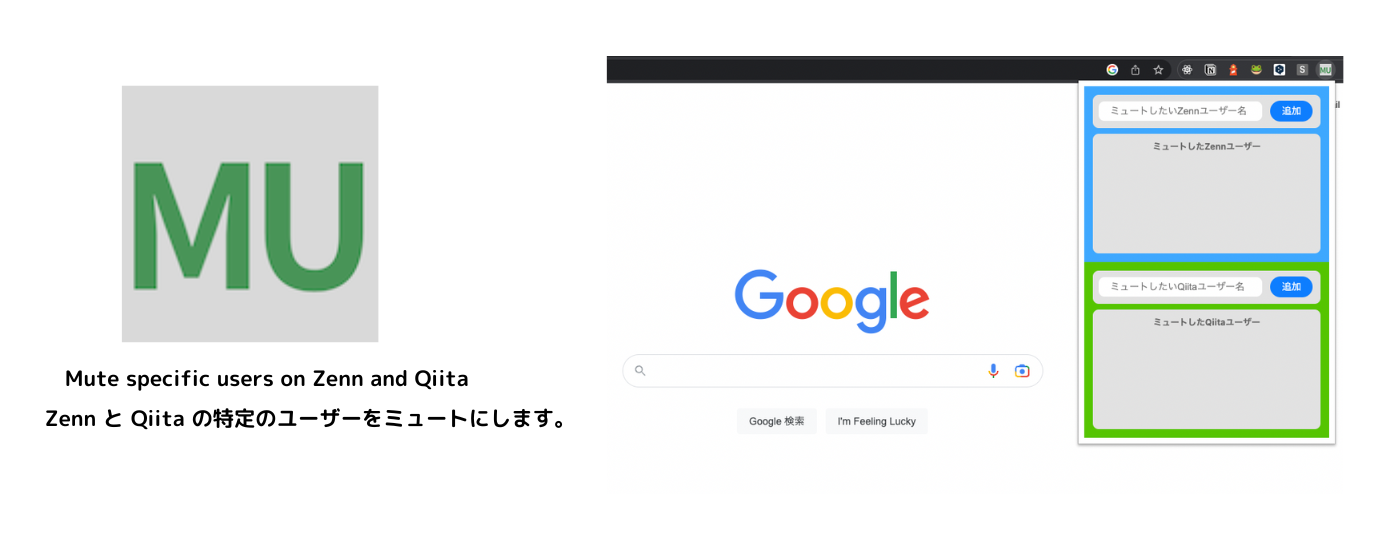 MU
Mute specific users on Zenn and Qiita
Zenn と Qiita の特定のユーザーをミュートにします。
S
MU
il
ミュートしたいZennユーザー名
追加
ミュートしたZennユーザー
ミュートしたいQiitaユーザー名
追加
ミュートしたQiitaユーザー
Google
Google 検索
I'm Feeling Lucky